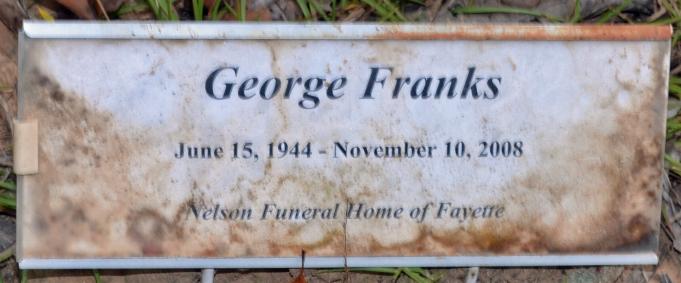 George Franks
June 15, 1944 - November 10, 2008
Nelson Funeral Home of Fayette